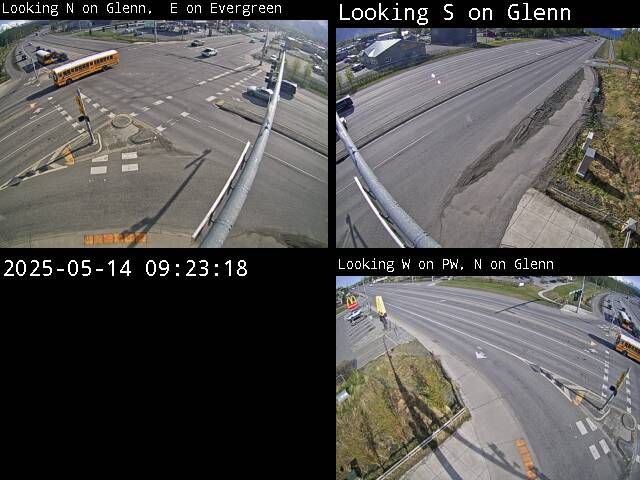 Looking N on Glenn,  E on Evergreen
Looking S on Glenn
2025-05-14 09:23:18
Looking W on PW, N on Glenn